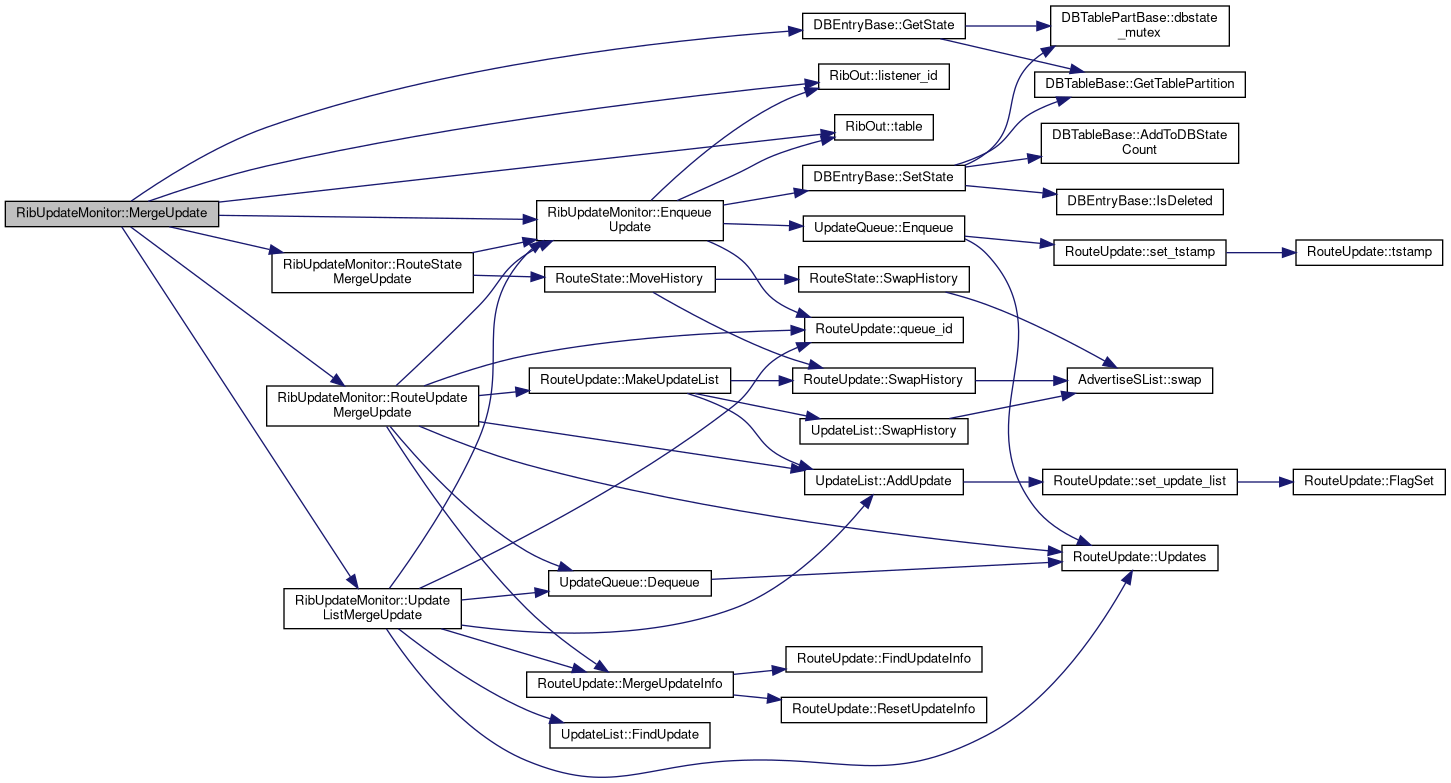 RibUpdateMonitor::MergeUpdate
DBEntryBase::GetState
DBTablePartBase::dbstate
_mutex
RibOut::listener_id
DBTableBase::GetTablePartition
RibOut::table
DBTableBase::AddToDBState
Count
DBEntryBase::SetState
DBEntryBase::IsDeleted
RibUpdateMonitor::Enqueue
Update
UpdateQueue::Enqueue
RouteUpdate::set_tstamp
RouteUpdate::tstamp
RibUpdateMonitor::RouteState
MergeUpdate
RouteState::MoveHistory
RouteState::SwapHistory
RouteUpdate::queue_id
RibUpdateMonitor::RouteUpdate
MergeUpdate
RouteUpdate::MakeUpdateList
RouteUpdate::SwapHistory
AdvertiseSList::swap
UpdateList::SwapHistory
UpdateList::AddUpdate
RouteUpdate::set_update_list
RouteUpdate::FlagSet
RouteUpdate::Updates
UpdateQueue::Dequeue
RibUpdateMonitor::Update
ListMergeUpdate
RouteUpdate::FindUpdateInfo
RouteUpdate::MergeUpdateInfo
RouteUpdate::ResetUpdateInfo
UpdateList::FindUpdate